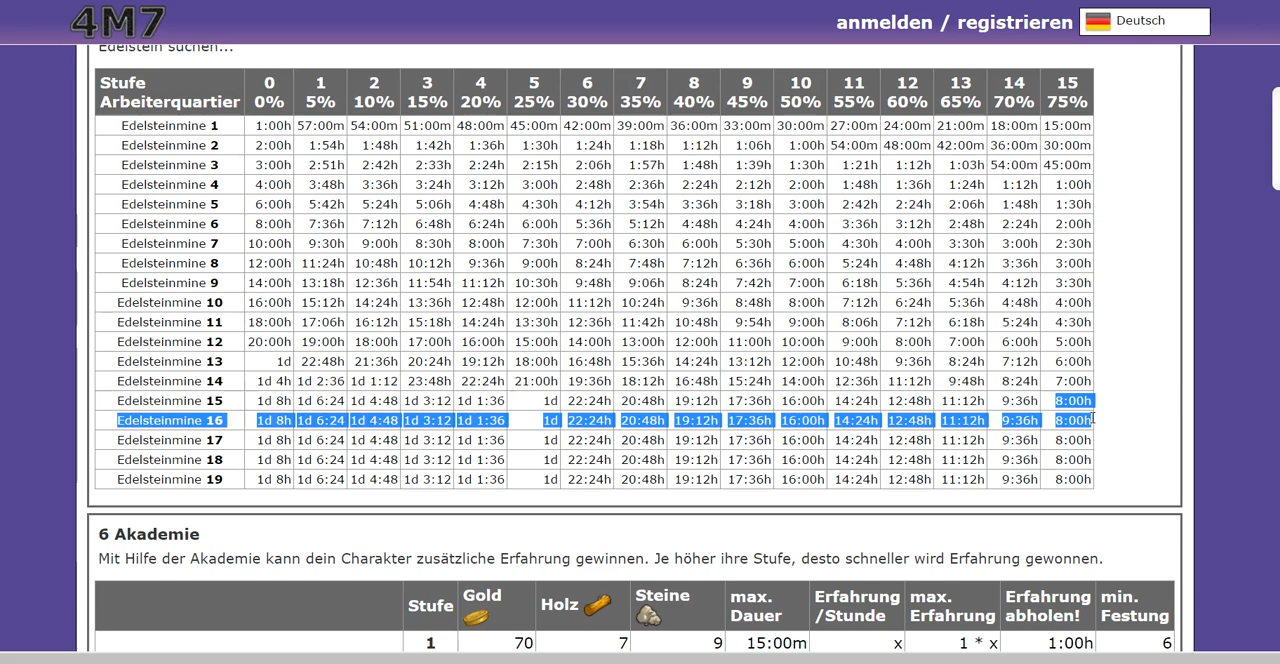 4M7
anmelden / registrieren
Deutsch
Edelstein suchen...
Stufe 0 1 2 3 4 5 6 7 8 9 10 11 12 13 14 15
Arbeiterquartier 0% 5% 10% 15% 20% 25% 30% 35% 40% 45% 50% 55% 60% 65% 70% 75%
Edelsteinmine 1 1:00h 57:00m 54:00m 51:00m 48:00m 45:00m 42:00m 39:00m 36:00m 33:00m 30:00m 27:00m 24:00m 21:00m 18:00m 15:00m
Edelsteinmine 2 2:00h 1:54h 1:48h 1:42h 1:36h 1:30h 1:24h 1:18h 1:12h 1:06h 1:00h 54:00m 48:00m 42:00m 36:00m 30:00m
Edelsteinmine 3 3:00h 2:51h 2:42h 2:33h 2:24h 2:15h 2:06h 1:57h 1:48h 1:39h 1:30h 1:21h 1:12h 1:03h 54:00m 45:00m
Edelsteinmine 4 4:00h 3:48h 3:36h 3:24h 3:12h 3:00h 2:48h 2:36h 2:24h 2:12h 2:00h 1:48h 1:36h 1:24h 1:12h 1:00h
Edelsteinmine 5 6:00h 5:42h 5:24h 5:06h 4:48h 4:30h 4:12h 3:54h 3:36h 3:18h 3:00h 2:42h 2:24h 2:06h 1:48h 1:30h
Edelsteinmine 6 8:00h 7:36h 7:12h 6:48h 6:24h 6:00h 5:36h 5:12h 4:48h 4:24h 4:00h 3:36h 3:12h 2:48h 2:24h 2:00h
Edelsteinmine 7 10:00h 9:30h 9:00h 8:30h 8:00h 7:30h 7:00h 6:30h 6:00h 5:30h 5:00h 4:30h 4:00h 3:30h 3:00h 2:30h
Edelsteinmine 8 12:00h 11:24h 10:48h 10:12h 9:36h 9:00h 8:24h 7:48h 7:12h 6:36h 6:00h 5:24h 4:48h 4:12h 3:36h 3:00h
Edelsteinmine 9 14:00h 13:18h 12:36h 11:54h 11:12h 10:30h 9:48h 9:06h 8:24h 7:42h 7:00h 6:18h 5:36h 4:54h 4:12h 3:30h
Edelsteinmine 10 16:00h 15:12h 14:24h 13:36h 12:48h 12:00h 11:12h 10:24h 9:36h 8:48h 8:00h 7:12h 6:24h 5:36h 4:48h 4:00h
Edelsteinmine 11 18:00h 17:06h 16:12h 15:18h 14:24h 13:30h 12:36h 11:42h 10:48h 9:54h 9:00h 8:06h 7:12h 6:18h 5:24h 4:30h
Edelsteinmine 12 20:00h 19:00h 18:00h 17:00h 16:00h 15:00h 14:00h 13:00h 12:00h 11:00h 10:00h 9:00h 8:00h 7:00h 6:00h 5:00h
Edelsteinmine 13 1d 22:48h 21:36h 20:24h 19:12h 18:00h 16:48h 15:36h 14:24h 13:12h 12:00h 10:48h 9:36h 8:24h 7:12h 6:00h
Edelsteinmine 14 1d 4h 1d 2:36 1d 1:12 23:48h 22:24h 21:00h 19:36h 18:12h 16:48h 15:24h 14:00h 12:36h 11:12h 9:48h 8:24h 7:00h
Edelsteinmine 15 1d 8h 1d 6:24 1d 4:48 1d 3:12 1d 1:36 1d 22:24h 20:48h 19:12h 17:36h 16:00h 14:24h 12:48h 11:12h 9:36h 8:00h
Edelsteinmine 16 1d 8h 1d 6:24 1d 4:48 1d 3:12 1d 1:36 1d 22:24h 20:48h 19:12h 17:36h 16:00h 14:24h 12:48h 11:12h 9:36h 8:00h
Edelsteinmine 17 1d 8h 1d 6:24 1d 4:48 1d 3:12 1d 1:36 1d 22:24h 20:48h 19:12h 17:36h 16:00h 14:24h 12:48h 11:12h 9:36h 8:00h
Edelsteinmine 18 1d 8h 1d 6:24 1d 4:48 1d 3:12 1d 1:36 1d 22:24h 20:48h 19:12h 17:36h 16:00h 14:24h 12:48h 11:12h 9:36h 8:00h
Edelsteinmine 19 1d 8h 1d 6:24 1d 4:48 1d 3:12 1d 1:36 1d 22:24h 20:48h 19:12h 17:36h 16:00h 14:24h 12:48h 11:12h 9:36h 8:00h
6 Akademie
Mit Hilfe der Akademie kann dein Charakter zusätzliche Erfahrung gewinnen. Je höher ihre Stufe, desto schneller wird Erfahrung gewonnen.
Stufe Gold Holz Steine max. Dauer Erfahrung /Stunde max. Erfahrung Erfahrung abholen! min. Festung
1 70 7 9 15:00m x 1 * x 1:00h 6